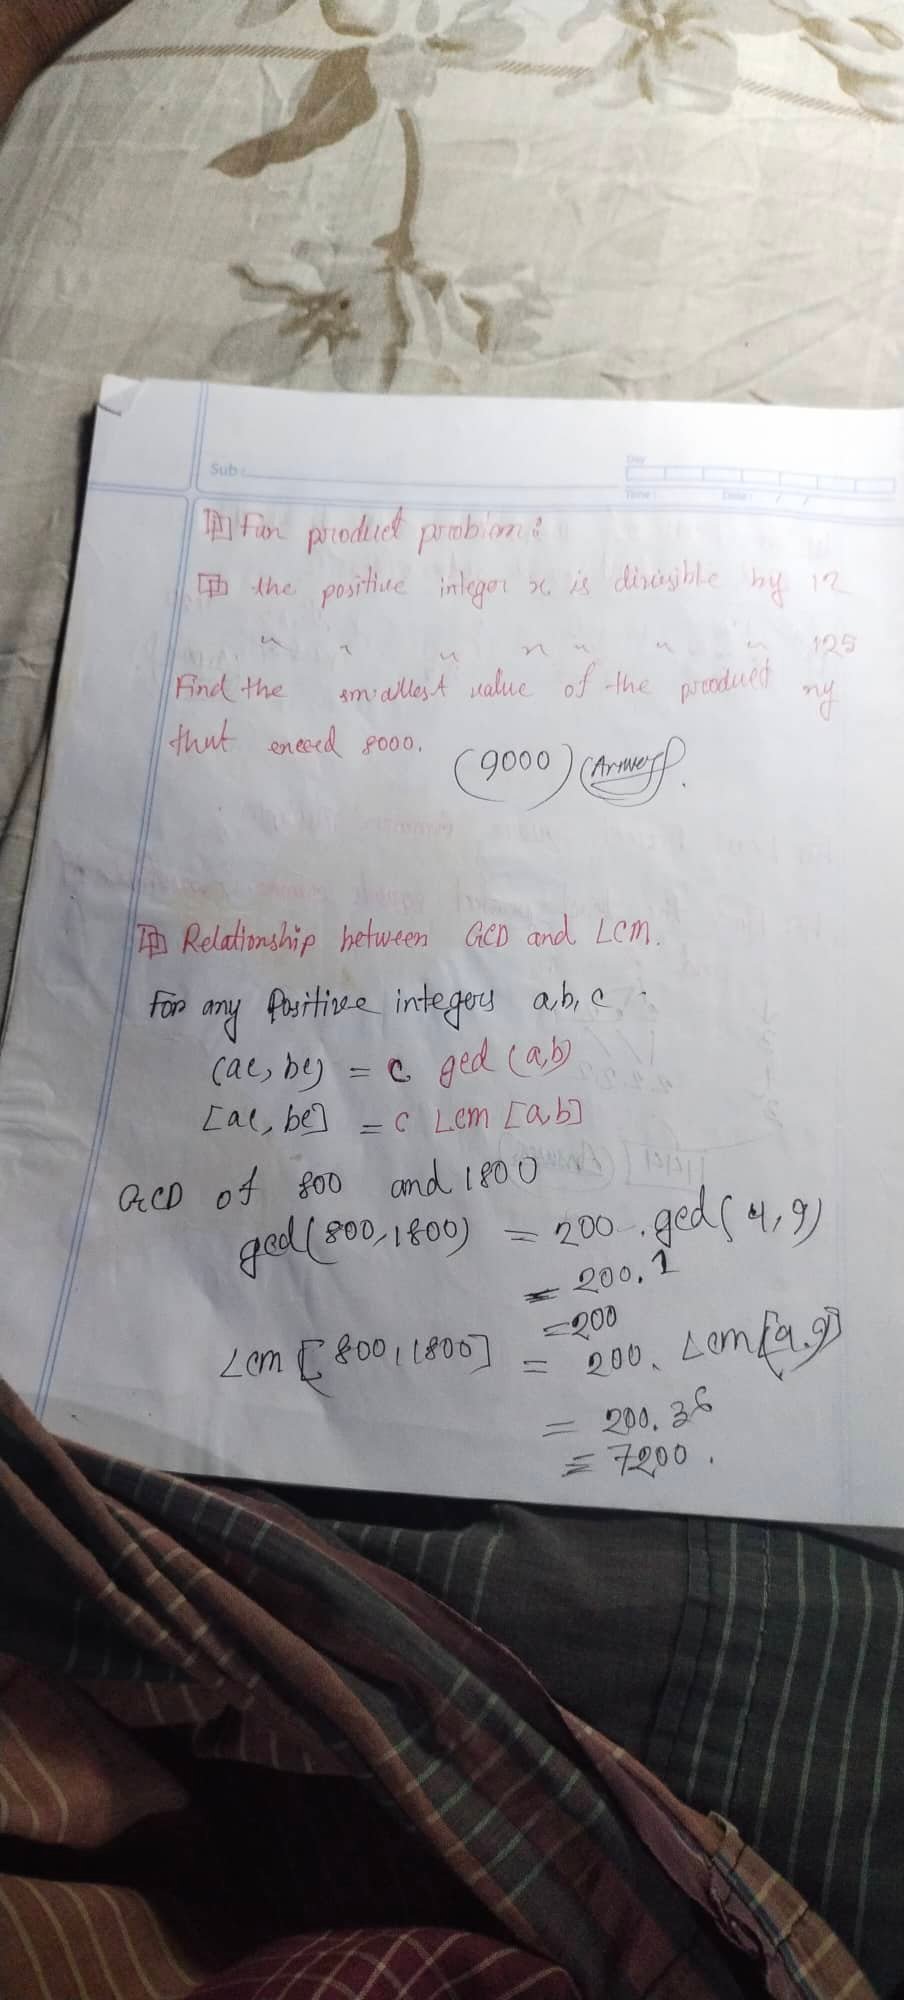 Sub:
Day
Time: Date: / /
Fun product problem:
the positive integer x is divisible by 12
" " " n " " " 125
Find the smallest value of the product ny
that exceed 8000.
(9000) (Answer).
Relationship between GCD and Lcm.
For any Positive integers a, b, c
(ac, bc) = c gcd (a,b)
[ac, bc] = c Lcm [a,b]
GCD of 800 and 1800
gcd(800,1800) = 200 . gcd(4,9)
= 200.1
= 200
Lcm [800,1800] = 200. Lcm[a,9]
= 200.36
= 7200.